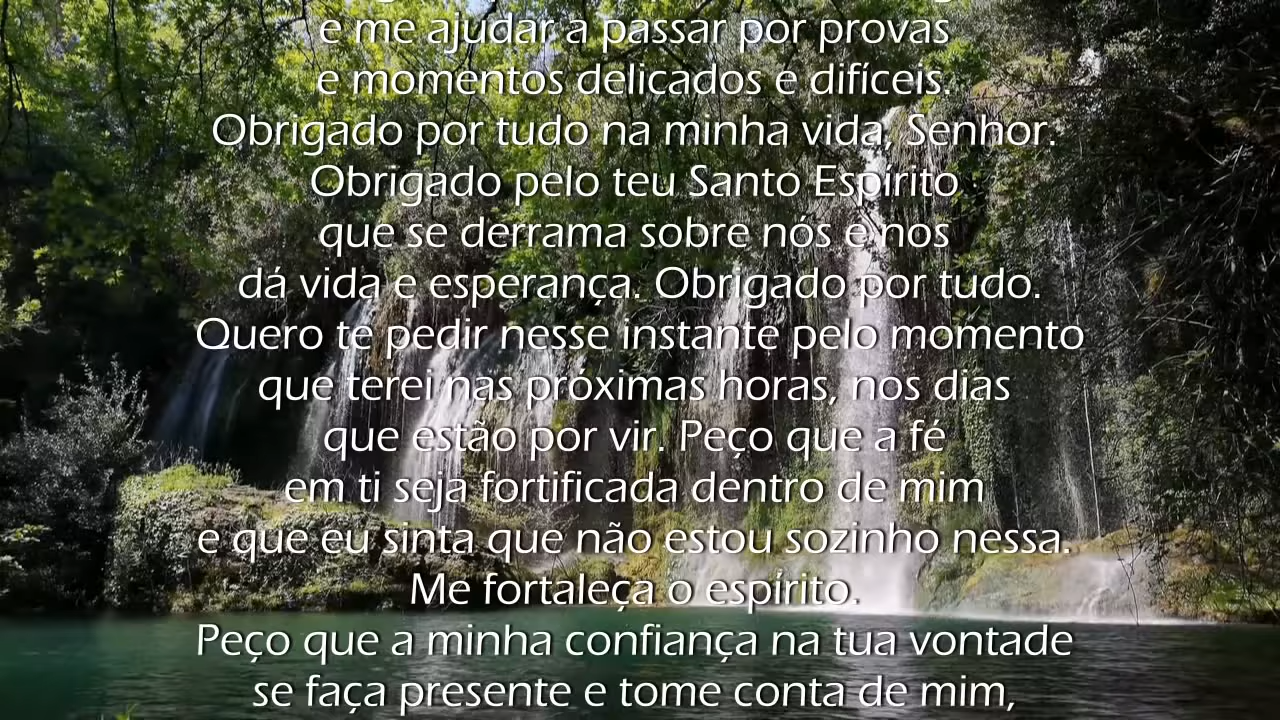 e me ajudar a passar por provas
e momentos delicados e difíceis.
Obrigado por tudo na minha vida, Senhor.
Obrigado pelo teu Santo Espírito
que se derrama sobre nós e nos
dá vida e esperança. Obrigado por tudo.
Quero te pedir nesse instante pelo momento
que terei nas próximas horas, nos dias
que estão por vir. Peço que a fé
em ti seja fortificada dentro de mim
e que eu sinta que não estou sozinho nessa.
Me fortaleça o espírito.
Peço que a minha confiança na tua vontade
se faça presente e tome conta de mim,